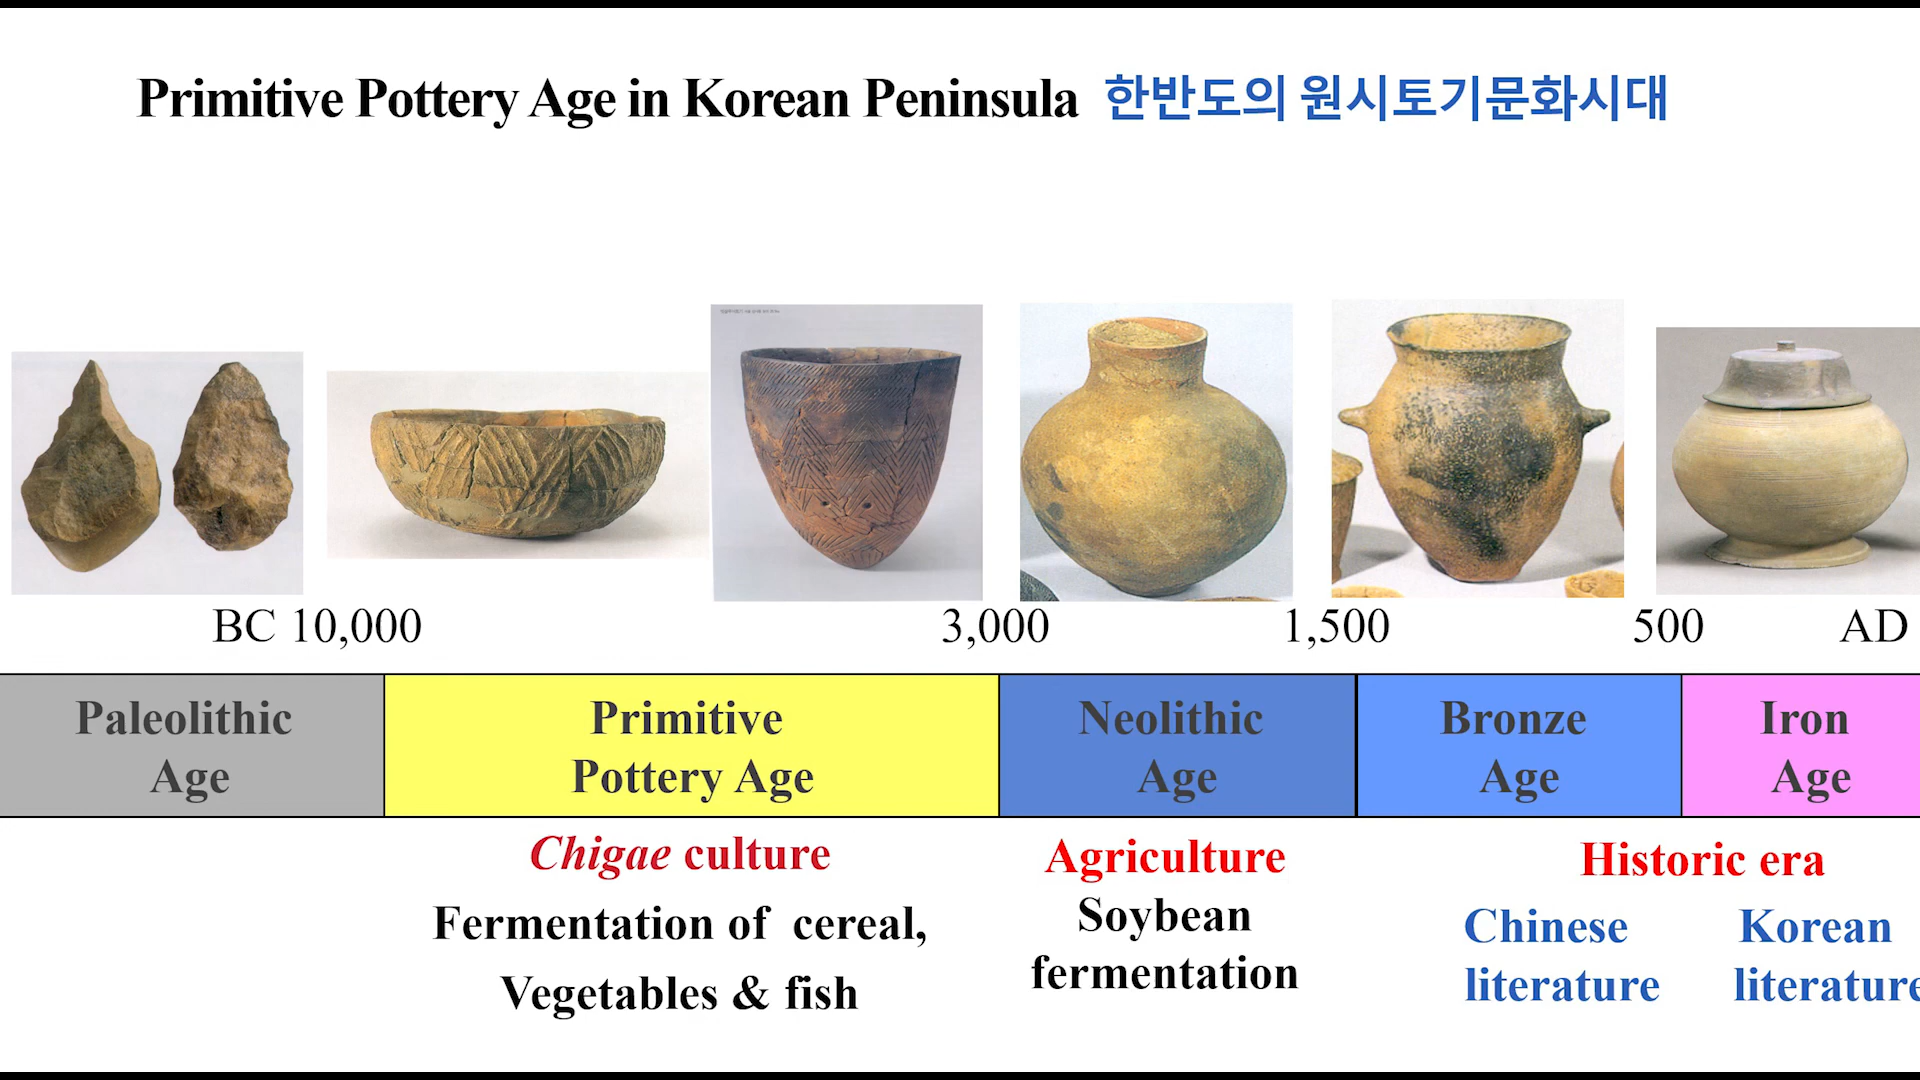 Primitive Pottery Age in Korean Peninsula 한반도의 원시토기문화시대
BC 10,000 3,000 1,500 500 AD
Paleolithic
Age
Primitive
Pottery Age
Neolithic
Age
Bronze
Age
Iron
Age
Chigae culture
Fermentation of cereal,
Vegetables & fish
Agriculture
Soybean
fermentation
Historic era
Chinese
literature
Korean
literature